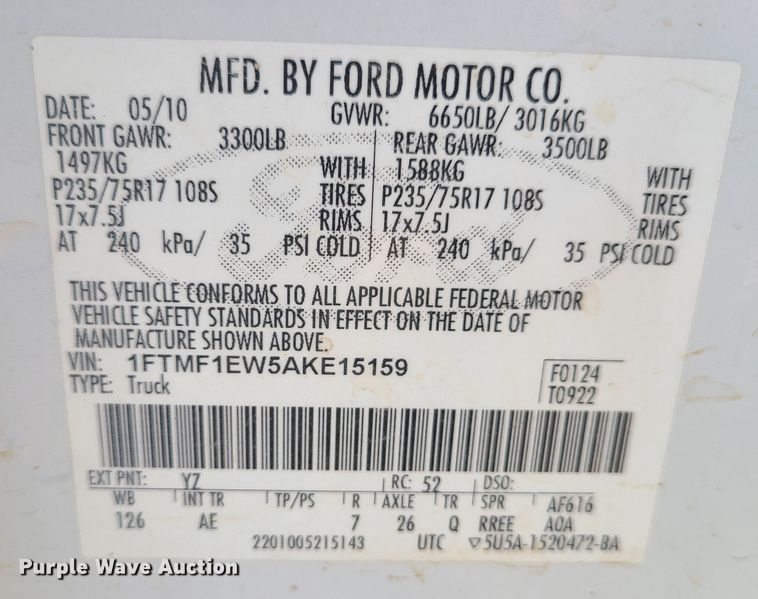 MFD. BY FORD MOTOR CO.
DATE: 05/10 GVWR: 6650LB/ 3016KG
FRONT GAWR: 3300LB REAR GAWR: 3500LB
1497KG WITH 1588KG WITH
P235/75R17 108S TIRES P235/75R17 108S TIRES
17x7.5J RIMS 17x7.5J RIMS
AT 240 kPa/ 35 PSI COLD AT 240 kPa/ 35 PSI COLD
THIS VEHICLE CONFORMS TO ALL APPLICABLE FEDERAL MOTOR
VEHICLE SAFETY STANDARDS IN EFFECT ON THE DATE OF
MANUFACTURE SHOWN ABOVE.
VIN: 1FTMF1EW5AKE15159 F0124
TYPE: Truck T0922
EXT PNT: YZ RC: 52 DSO:
WB INT TR TP/PS R AXLE TR SPR AF616
126 AE 7 26 Q RREE AOA
2201005215143 UTC ▽5U5A-1520472-BA
Ford
Purple Wave Auction